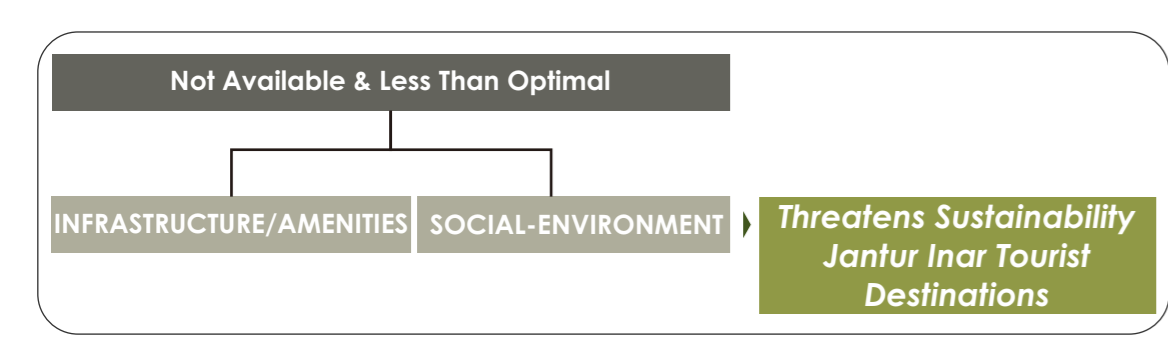 Not Available & Less Than Optimal
INFRASTRUCTURE/AMENITIES
SOCIAL-ENVIRONMENT
Threatens Sustainability
Jantur Inar Tourist
Destinations